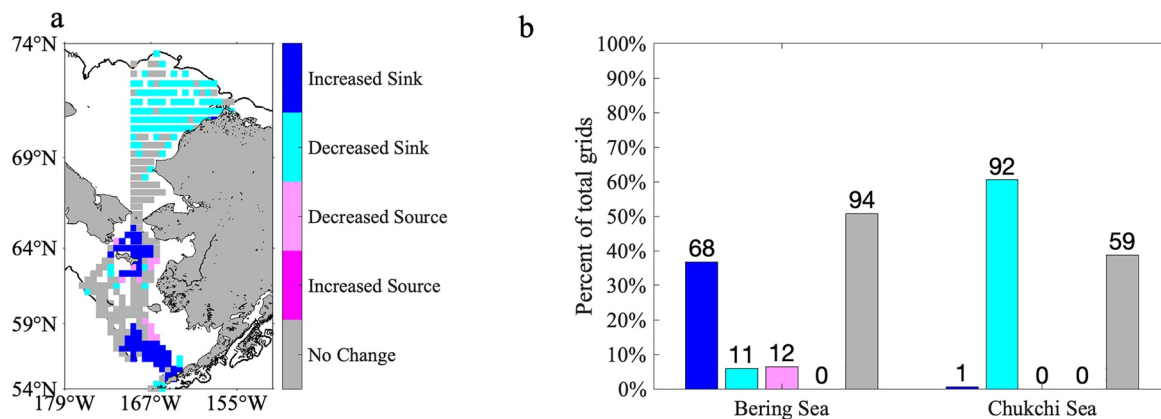 a
74°N
69°N
64°N
59°N
54°N
179°W 167°W 155°W
Increased Sink
Decreased Sink
Decreased Source
Increased Source
No Change
b
Percent of total grids
100%
90%
80%
70%
60%
50%
40%
30%
20%
10%
0%
68
11
12
0
94
1
92
0
0
59
Bering Sea
Chukchi Sea